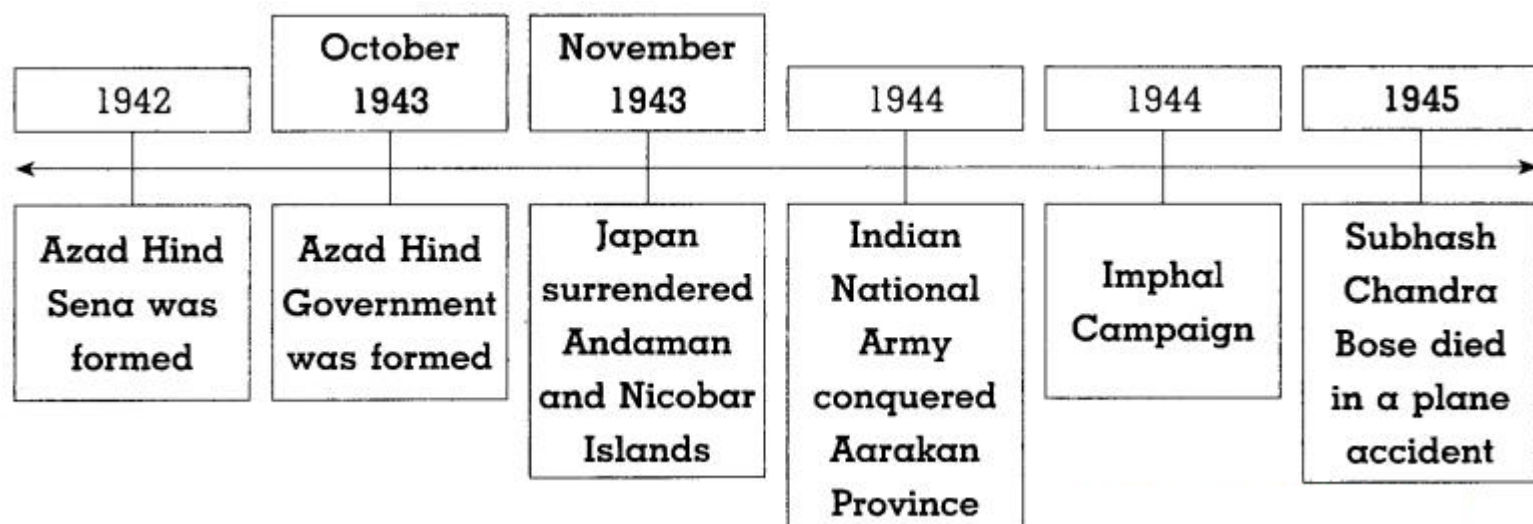 1942
October
1943
November
1943
1944
1944
1945
Azad Hind
Sena was
formed
Azad Hind
Government
was formed
Japan
surrendered
Andaman
and Nicobar
Islands
Indian
National
Army
conquered
Aarakan
Province
Imphal
Campaign
Subhash
Chandra
Bose died
in a plane
accident